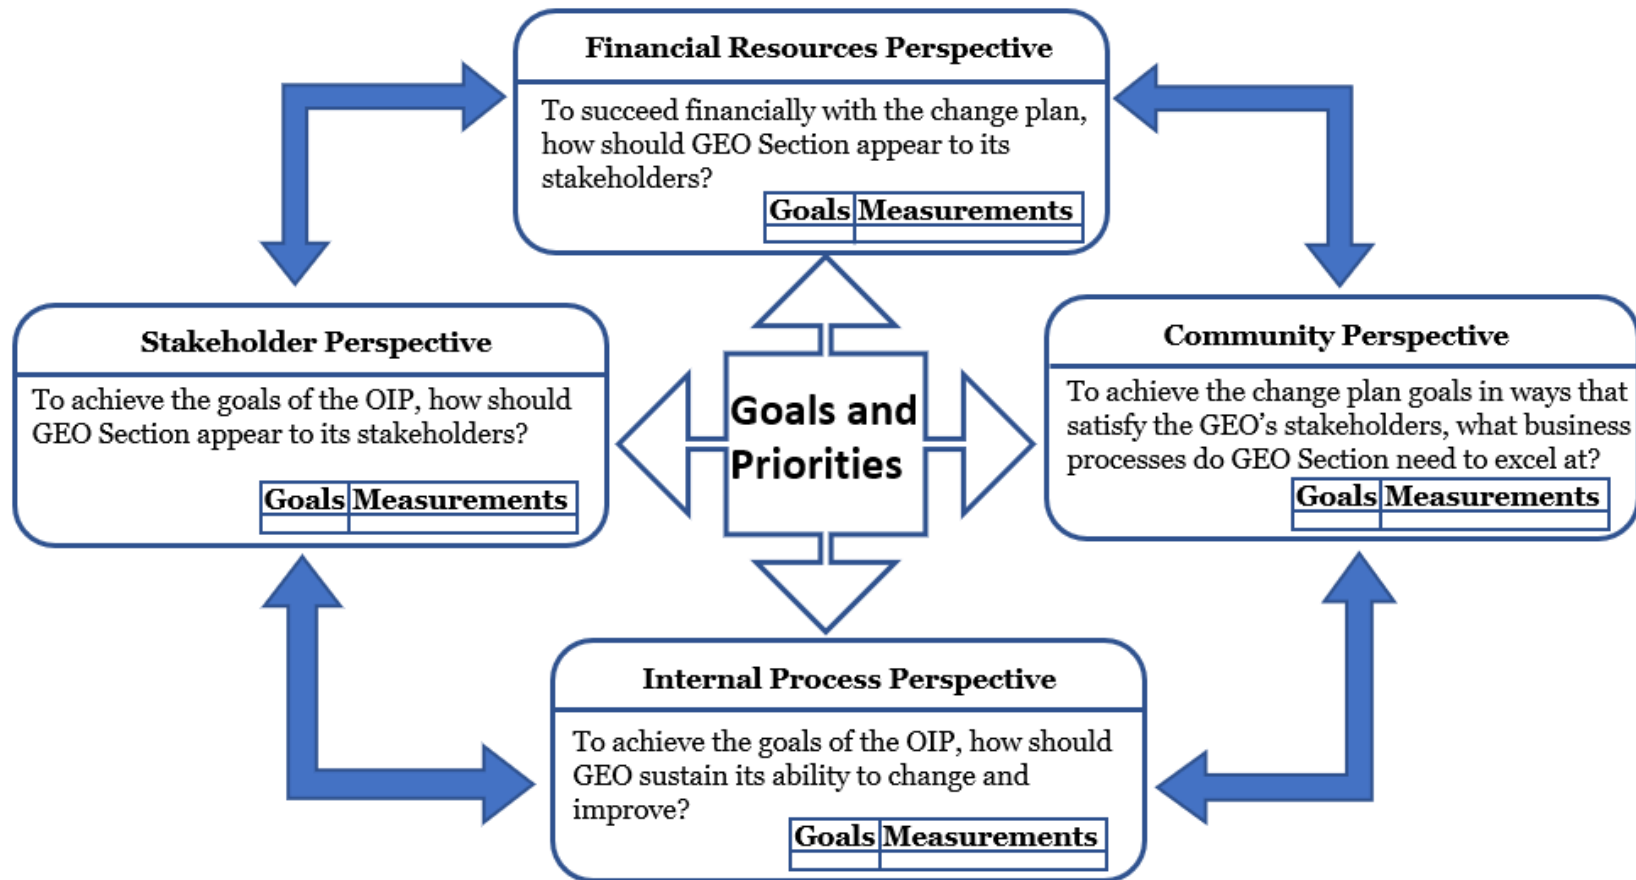 Financial Resources Perspective
To succeed financially with the change plan,
how should GEO Section appear to its
stakeholders?
Goals Measurements
Stakeholder Perspective
To achieve the goals of the OIP, how should
GEO Section appear to its stakeholders?
Goals Measurements
Goals and
Priorities
Community Perspective
To achieve the change plan goals in ways that
satisfy the GEO’s stakeholders, what business
processes do GEO Section need to excel at?
Goals Measurements
Internal Process Perspective
To achieve the goals of the OIP, how should
GEO sustain its ability to change and
improve?
Goals Measurements